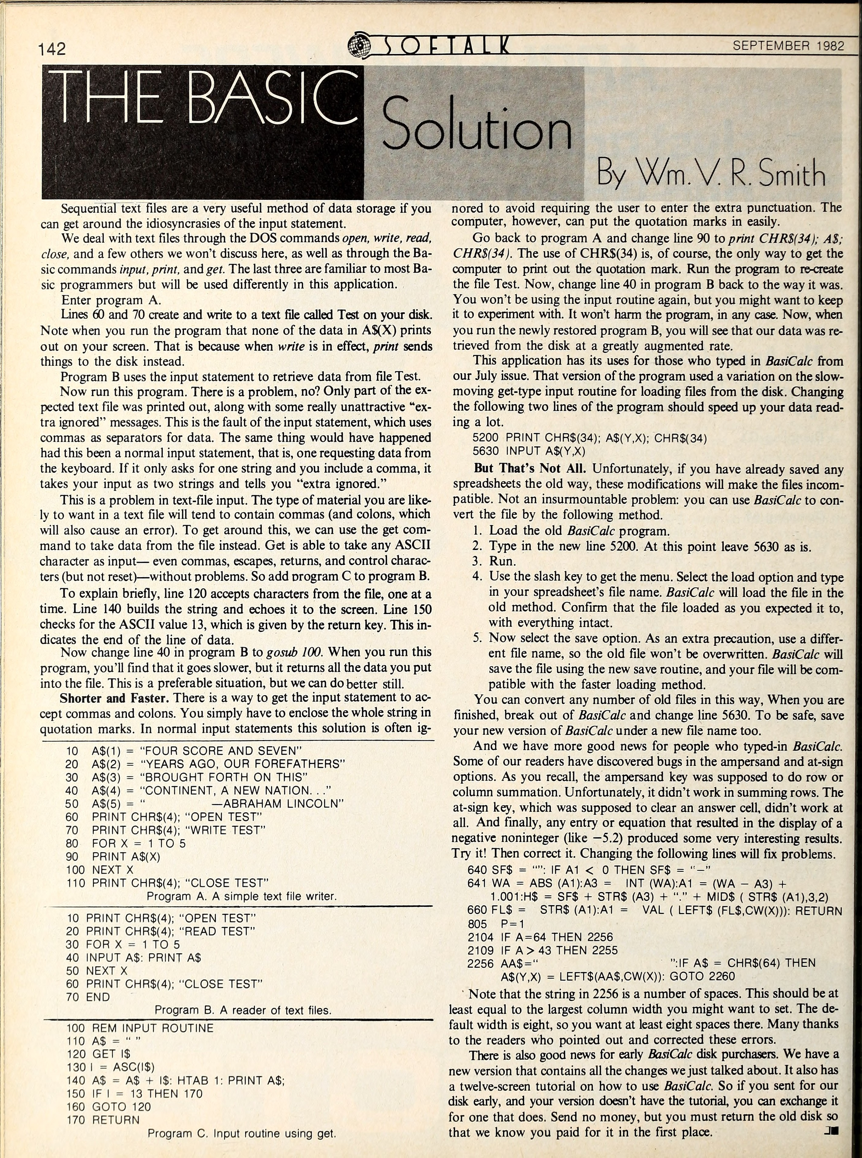 142
SOFTALK
SEPTEMBER 1982
THE BASIC
Solution
By Wm. V. R. Smith
Sequential text files are a very useful method of data storage if you
can get around the idiosyncrasies of the input statement.
We deal with text files through the DOS commands open, write, read,
close, and a few others we won't discuss here, as well as through the Ba-
sic commands input, print, and get. The last three are familiar to most Ba-
sic programmers but will be used differently in this application.
Enter program A.
Lines 60 and 70 create and write to a text file called Test on your disk.
Note when you run the program that none of the data in A$(X) prints
out on your screen. That is because when write is in effect, print sends
things to the disk instead.
Program B uses the input statement to retrieve data from file Test.
Now run this program. There is a problem, no? Only part of the ex-
pected text file was printed out, along with some really unattractive "ex-
tra ignored" messages. This is the fault of the input statement, which uses
commas as separators for data. The same thing would have happened
had this been a normal input statement, that is, one requesting data from
the keyboard. If it only asks for one string and you include a comma, it
takes your input as two strings and tells you "extra ignored."
This is a problem in text-file input. The type of material you are like-
ly to want in a text file will tend to contain commas (and colons, which
will also cause an error). To get around this, we can use the get com-
mand to take data from the file instead. Get is able to take any ASCII
character as input— even commas, escapes, returns, and control charac-
ters (but not reset)—without problems. So add program C to program B.
To explain briefly, line 120 accepts characters from the file, one at a
time. Line 140 builds the string and echoes it to the screen. Line 150
checks for the ASCII value 13, which is given by the return key. This in-
dicates the end of the line of data.
Now change line 40 in program B to gosub 100. When you run this
program, you'll find that it goes slower, but it returns all the data you put
into the file. This is a preferable situation, but we can do better still.
Shorter and Faster. There is a way to get the input statement to ac-
cept commas and colons. You simply have to enclose the whole string in
quotation marks. In normal input statements this solution is often ig-
10 A$(1) = "FOUR SCORE AND SEVEN"
20 A$(2) = "YEARS AGO, OUR FOREFATHERS"
30 A$(3) = "BROUGHT FORTH ON THIS"
40 A$(4) = "CONTINENT, A NEW NATION. . ."
50 A$(5) = " —ABRAHAM LINCOLN"
60 PRINT CHR$(4); "OPEN TEST"
70 PRINT CHR$(4); "WRITE TEST"
80 FOR X = 1 TO 5
90 PRINT A$(X)
100 NEXT X
110 PRINT CHR$(4); "CLOSE TEST"
Program A. A simple text file writer.
10 PRINT CHR$(4); "OPEN TEST"
20 PRINT CHR$(4); "READ TEST"
30 FOR X = 1 TO 5
40 INPUT A$: PRINT A$
50 NEXT X
60 PRINT CHR$(4); "CLOSE TEST"
70 END
Program B. A reader of text files.
100 REM INPUT ROUTINE
110 A$ = " "
120 GET I$
130 I = ASC(I$)
140 A$ = A$ + I$: HTAB 1: PRINT A$;
150 IF I = 13 THEN 170
160 GOTO 120
170 RETURN
Program C. Input routine using get.
nored to avoid requiring the user to enter the extra punctuation. The
computer, however, can put the quotation marks in easily.
Go back to program A and change line 90 to print CHR$(34); A$;
CHR$(34). The use of CHR$(34) is, of course, the only way to get the
computer to print out the quotation mark. Run the program to re-create
the file Test. Now, change line 40 in program B back to the way it was.
You won't be using the input routine again, but you might want to keep
it to experiment with. It won't harm the program, in any case. Now, when
you run the newly restored program B, you will see that our data was re-
trieved from the disk at a greatly augmented rate.
This application has its uses for those who typed in BasiCalc from
our July issue. That version of the program used a variation on the slow-
moving get-type input routine for loading files from the disk. Changing
the following two lines of the program should speed up your data read-
ing a lot.
5200 PRINT CHR$(34); A$(Y,X); CHR$(34)
5630 INPUT A$(Y,X)
But That's Not All. Unfortunately, if you have already saved any
spreadsheets the old way, these modifications will make the files incom-
patible. Not an insurmountable problem: you can use BasiCalc to con-
vert the file by the following method.
1. Load the old BasiCalc program.
2. Type in the new line 5200. At this point leave 5630 as is.
3. Run.
4. Use the slash key to get the menu. Select the load option and type
in your spreadsheet's file name. BasiCalc will load the file in the
old method. Confirm that the file loaded as you expected it to,
with everything intact.
5. Now select the save option. As an extra precaution, use a differ-
ent file name, so the old file won't be overwritten. BasiCalc will
save the file using the new save routine, and your file will be com-
patible with the faster loading method.
You can convert any number of old files in this way, When you are
finished, break out of BasiCalc and change line 5630. To be safe, save
your new version of BasiCalc under a new file name too.
And we have more good news for people who typed-in BasiCalc.
Some of our readers have discovered bugs in the ampersand and at-sign
options. As you recall, the ampersand key was supposed to do row or
column summation. Unfortunately, it didn't work in summing rows. The
at-sign key, which was supposed to clear an answer cell, didn't work at
all. And finally, any entry or equation that resulted in the display of a
negative noninteger (like −5.2) produced some very interesting results.
Try it! Then correct it. Changing the following lines will fix problems.
640 SF$ = "": IF A1 < 0 THEN SF$ = "−"
641 WA = ABS (A1):A3 = INT (WA):A1 = (WA − A3) +
1.001:H$ = SF$ + STR$ (A3) + "." + MID$ ( STR$ (A1),3,2)
660 FL$ = STR$ (A1):A1 = VAL ( LEFT$ (FL$,CW(X))): RETURN
805 P=1
2104 IF A=64 THEN 2256
2109 IF A > 43 THEN 2255
2256 AA$=" ":IF A$ = CHR$(64) THEN
A$(Y,X) = LEFT$(AA$,CW(X): GOTO 2260
Note that the string in 2256 is a number of spaces. This should be at
least equal to the largest column width you might want to set. The de-
fault width is eight, so you want at least eight spaces there. Many thanks
to the readers who pointed out and corrected these errors.
There is also good news for early BasiCalc disk purchasers. We have a
new version that contains all the changes we just talked about. It also has
a twelve-screen tutorial on how to use BasiCalc. So if you sent for our
disk early, and your version doesn't have the tutorial, you can exchange it
for one that does. Send no money, but you must return the old disk so
that we know you paid for it in the first place.